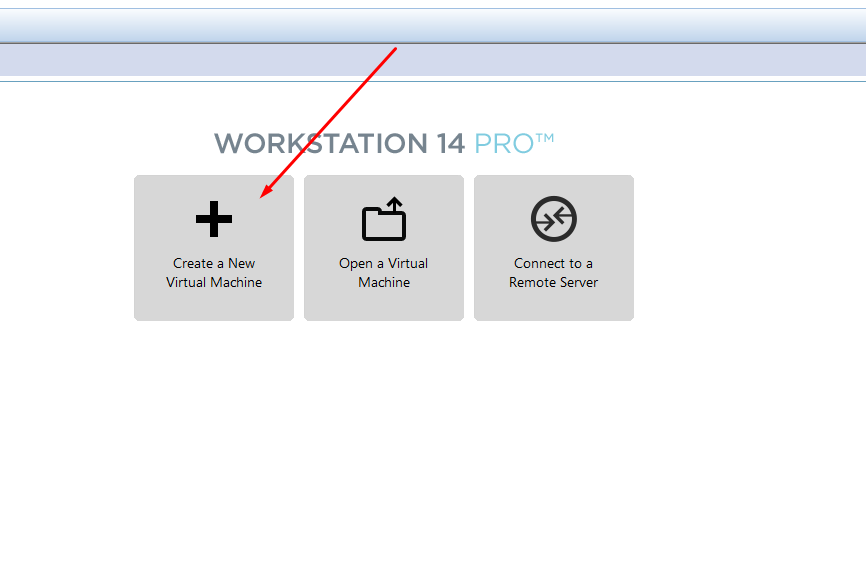 WORKSTATION 14 PRO™
Create a New
Virtual Machine
Open a Virtual
Machine
Connect to a
Remote Server